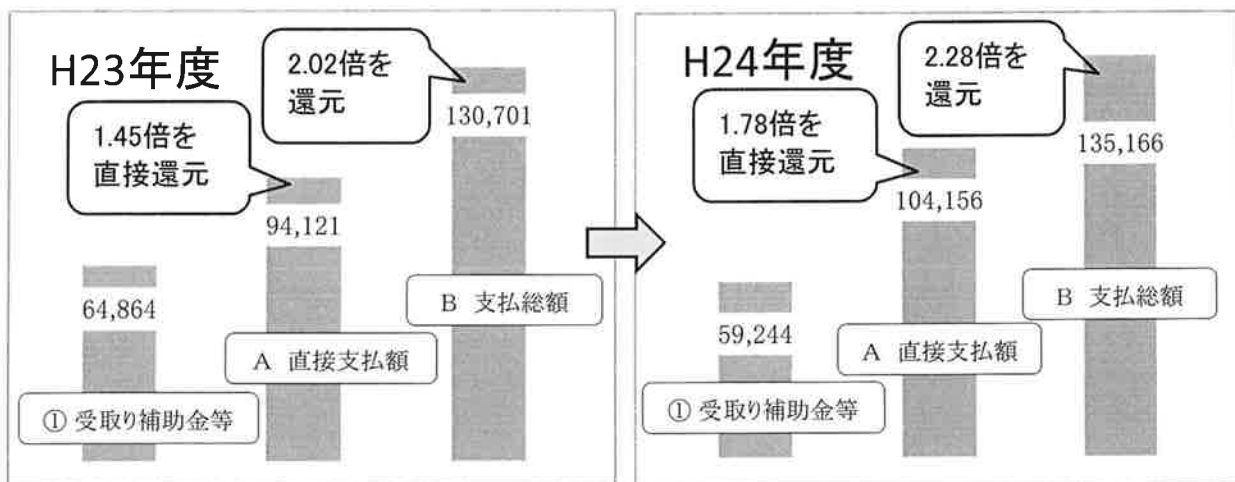 H23年度
2.02倍を
還元
1.45倍を
直接還元
130,701
94,121
64,864
B 支払総額
A 直接支払額
① 受取り補助金等
H24年度
2.28倍を
還元
1.78倍を
直接還元
135,166
104,156
59,244
B 支払総額
A 直接支払額
① 受取り補助金等